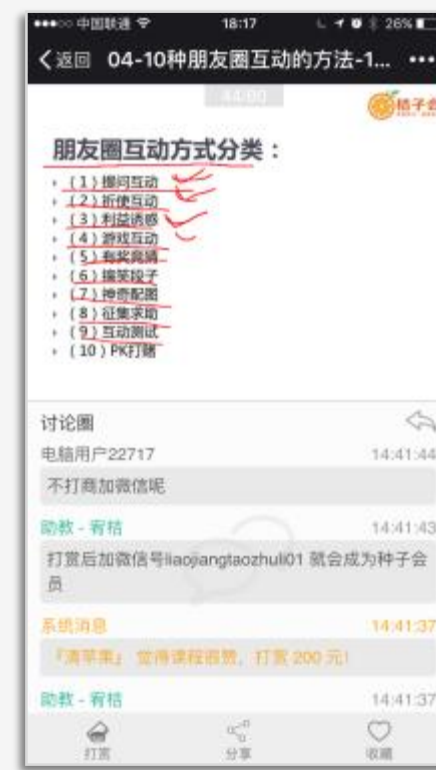 中国联通 18:17 26%
返回 04-10种朋友圈互动的方法-1... •••
44:00
桔子会
朋友圈互动方式分类：
（1）提问互动
（2）祈使互动
（3）利益诱惑
（4）游戏互动
（5）有奖竞猜
（6）搞笑段子
（7）神奇配图
（8）征集求助
（9）互动测试
（10）PK打赌
讨论圈
电脑用户22717 14:41:44
不打商加微信呢
助教 - 宥桔 14:41:43
打赏后加微信号liaojiangtaozhuli01 就会成为种子会
员
系统消息 14:41:37
『清苹果』 觉得课程很赞，打赏 200 元！
助教 - 宥桔 14:41:37
打赏 分享 收藏